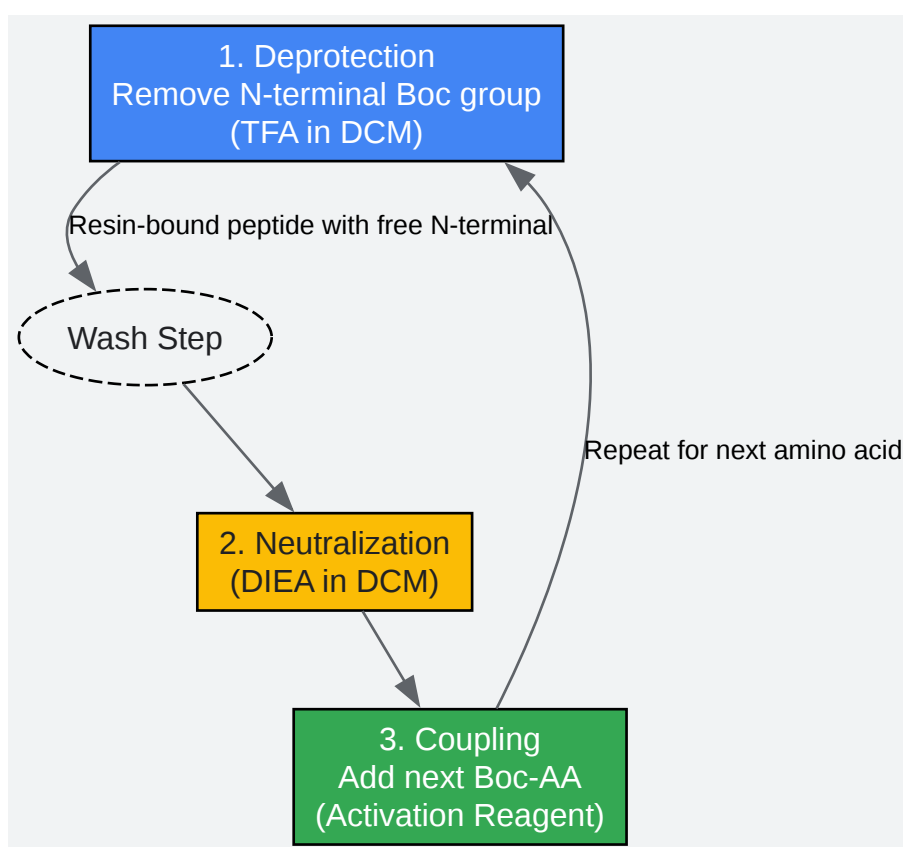 1. Deprotection
Remove N-terminal Boc group
(TFA in DCM)
Resin-bound peptide with free N-terminal
Wash Step
Repeat for next amino acid
2. Neutralization
(DIEA in DCM)
3. Coupling
Add next Boc-AA
(Activation Reagent)